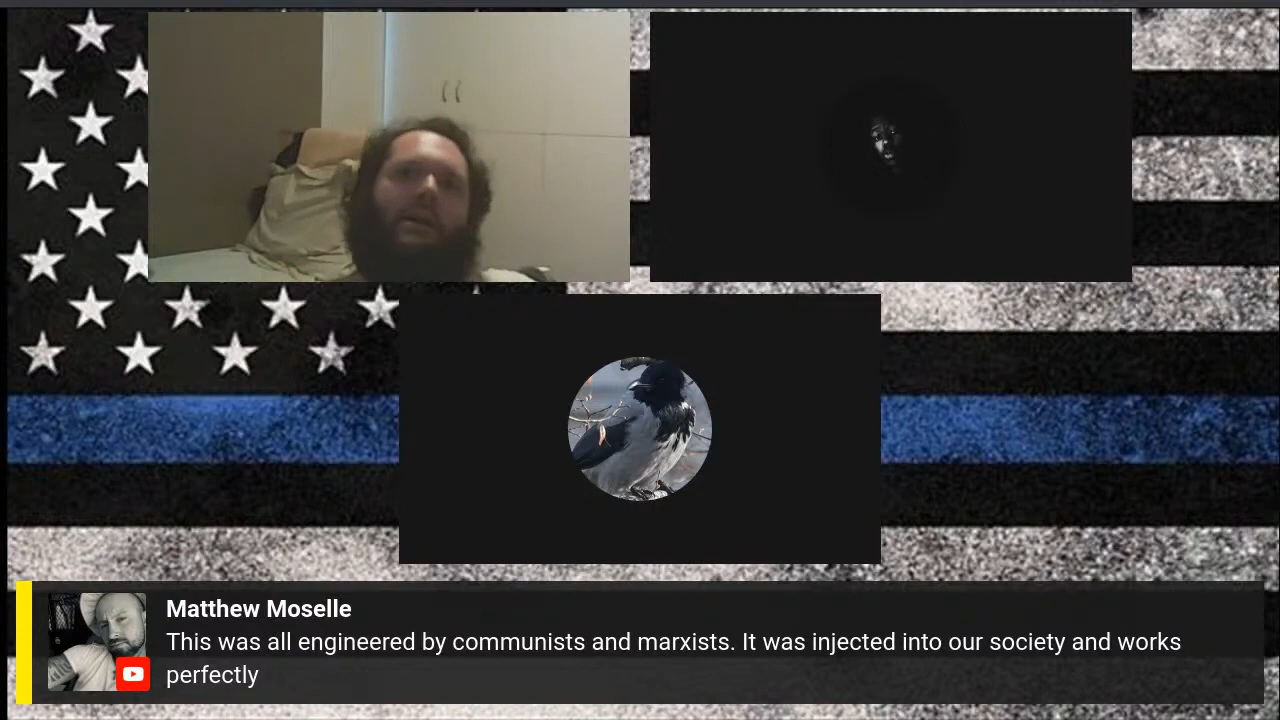 Matthew Moselle
This was all engineered by communists and marxists. It was injected into our society and works
perfectly